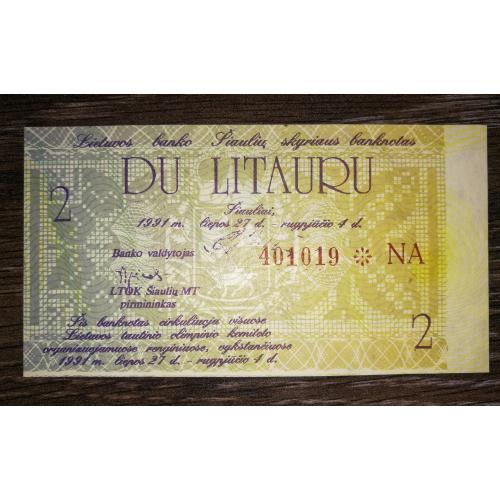 Lietuvos banko Šiaulių skyriaus banknotas
DU LITAURU
2
Šiauliai,
1991 m. liepos 27 d. - rugpjūčio 4 d.
Banko valdytojas
401019 ※ NA
LTOK Šiaulių MT
pirmininkas
Šis banknotas cirkuliuoja visuose
Lietuvos tautinio olimpinio komiteto
organizuojamuose renginiuose, vykstančiuose
1991 m. liepos 27 d. - rugpjūčio 4 d.
2